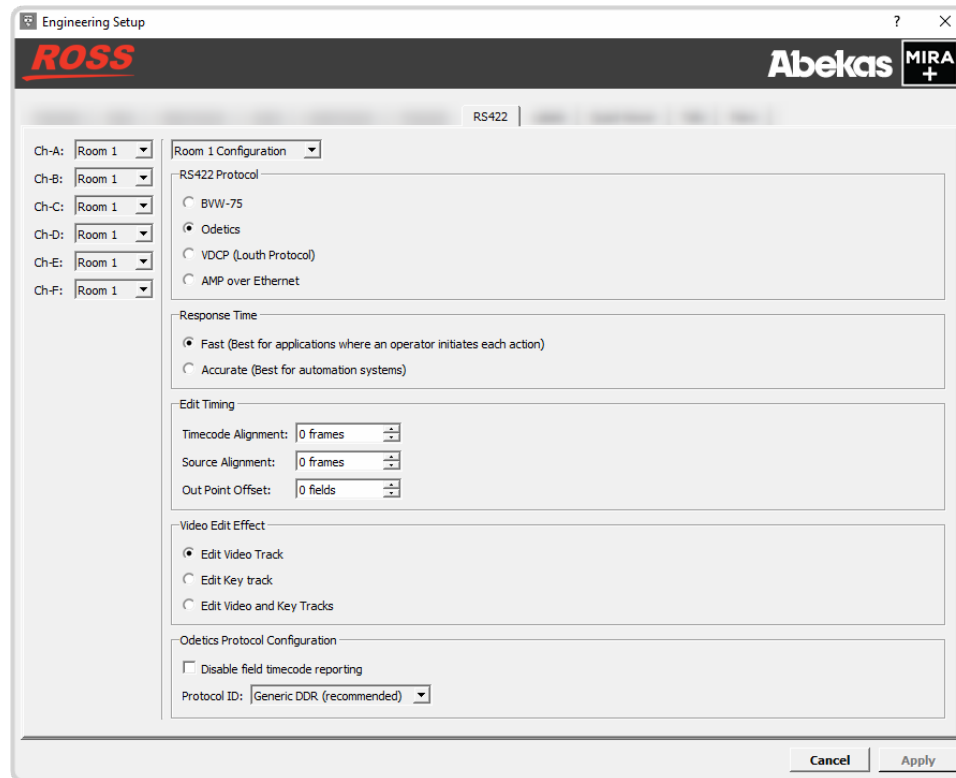 Engineering Setup
ROSS
Abekas MIRA +
RS422
Ch-A: Room 1
Ch-B: Room 1
Ch-C: Room 1
Ch-D: Room 1
Ch-E: Room 1
Ch-F: Room 1
Room 1 Configuration
RS422 Protocol
BVW-75
Odetics
VDCP (Louth Protocol)
AMP over Ethernet
Response Time
Fast (Best for applications where an operator initiates each action)
Accurate (Best for automation systems)
Edit Timing
Timecode Alignment: 0 frames
Source Alignment: 0 frames
Out Point Offset: 0 fields
Video Edit Effect
Edit Video Track
Edit Key track
Edit Video and Key Tracks
Odetics Protocol Configuration
Disable field timecode reporting
Protocol ID: Generic DDR (recommended)
Cancel Apply